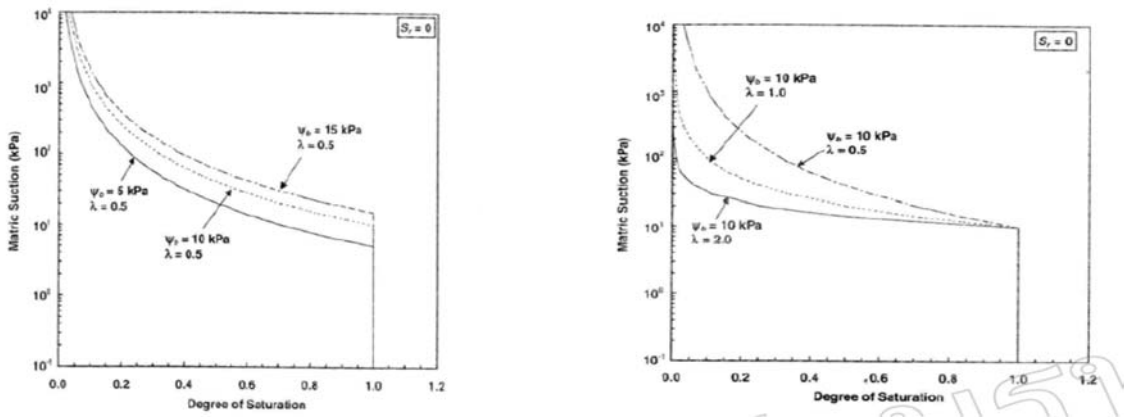 10⁴
10³
10²
10¹
10⁰
10⁻¹
Matric Suction (kPa)
Sᵣ = 0
ψb = 15 kPa
λ = 0.5
ψb = 5 kPa
λ = 0.5
ψb = 10 kPa
λ = 0.5
0.0 0.2 0.4 0.6 0.8 1.0 1.2
Degree of Saturation
10⁴
10³
10²
10¹
10⁰
10⁻¹
Matric Suction (kPa)
Sᵣ = 0
ψb = 10 kPa
λ = 1.0
ψb = 10 kPa
λ = 0.5
ψb = 10 kPa
λ = 2.0
0.0 0.2 0.4 0.6 0.8 1.0 1.2
Degree of Saturation